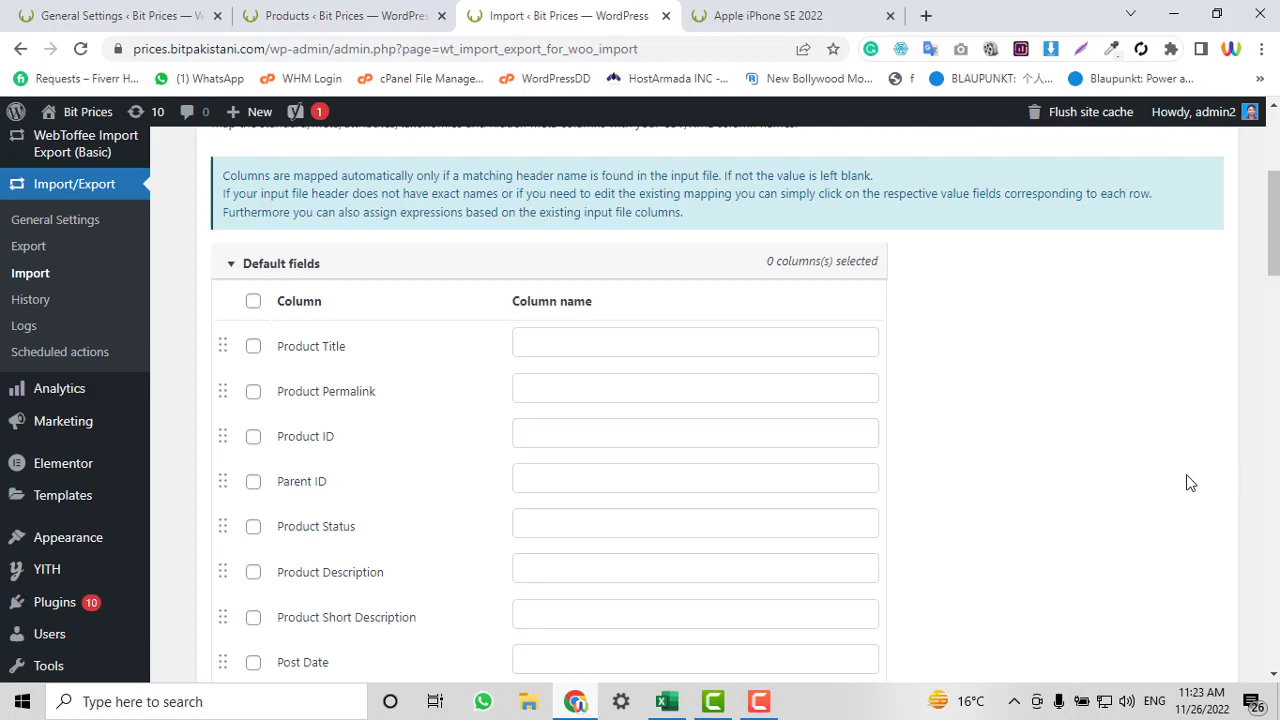 General Settings ‹ Bit Prices — W
Products ‹ Bit Prices — WordPres
Import ‹ Bit Prices — WordPress
Apple iPhone SE 2022
prices.bitpakistani.com/wp-admin/admin.php?page=wt_import_export_for_woo_import
Requests – Fiverr H...
(1) WhatsApp
WHM Login
cPanel File Manage...
WordPressDD
HostArmada INC -...
New Bollywood Mo...
f
BLAUPUNKT: 个人...
Blaupunkt: Power a...
Bit Prices
10
0
New
1
Flush site cache
Howdy, admin2
WebToffee Import
Export (Basic)
Import/Export
General Settings
Export
Import
History
Logs
Scheduled actions
Analytics
Marketing
Elementor
Templates
Appearance
YITH
Plugins 10
Users
Tools
Columns are mapped automatically only if a matching header name is found in the input file. If not the value is left blank.
If your input file header does not have exact names or if you need to edit the existing mapping you can simply click on the respective value fields corresponding to each row.
Furthermore you can also assign expressions based on the existing input file columns.
Default fields
0 columns(s) selected
Column
Column name
Product Title
Product Permalink
Product ID
Parent ID
Product Status
Product Description
Product Short Description
Post Date
Type here to search
16°C
ENG
11:23 AM
11/26/2022
26